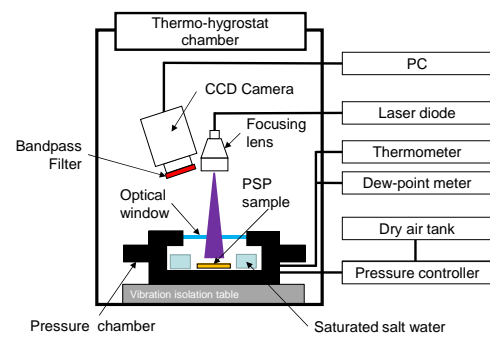 Thermo-hygrostat
chamber
PC
CCD Camera
Laser diode
Focusing
lens
Bandpass
Filter
Thermometer
Dew-point meter
Optical
window
PSP
sample
Dry air tank
Pressure controller
Vibration isolation table
Pressure chamber
Saturated salt water